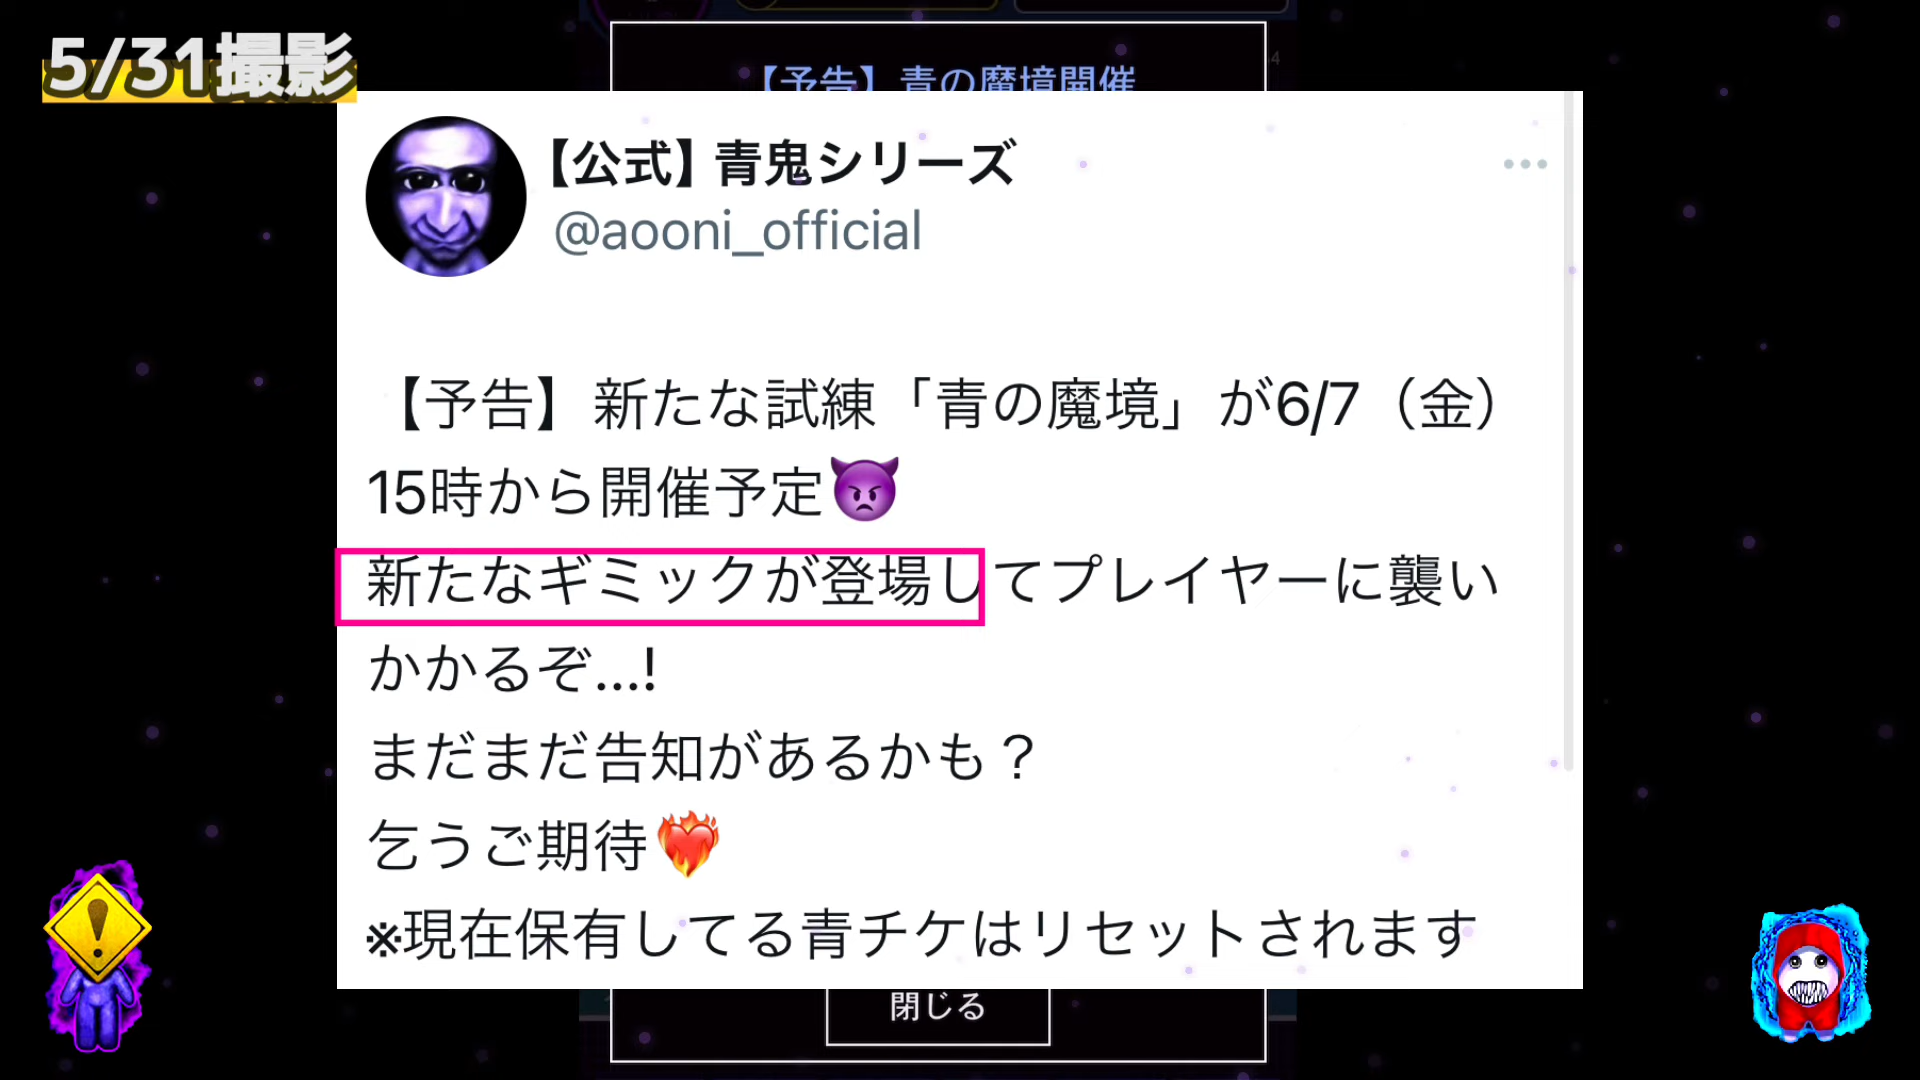 5/31撮影
【予告】青の魔境開催
【公式】青鬼シリーズ
@aooni_official
【予告】新たな試練「青の魔境」が6/7（金）
15時から開催予定👿
新たなギミックが登場してプレイヤーに襲い
かかるぞ...!
まだまだ告知があるかも？
乞うご期待❤️‍🔥
※現在保有してる青チケはリセットされます
閉じる